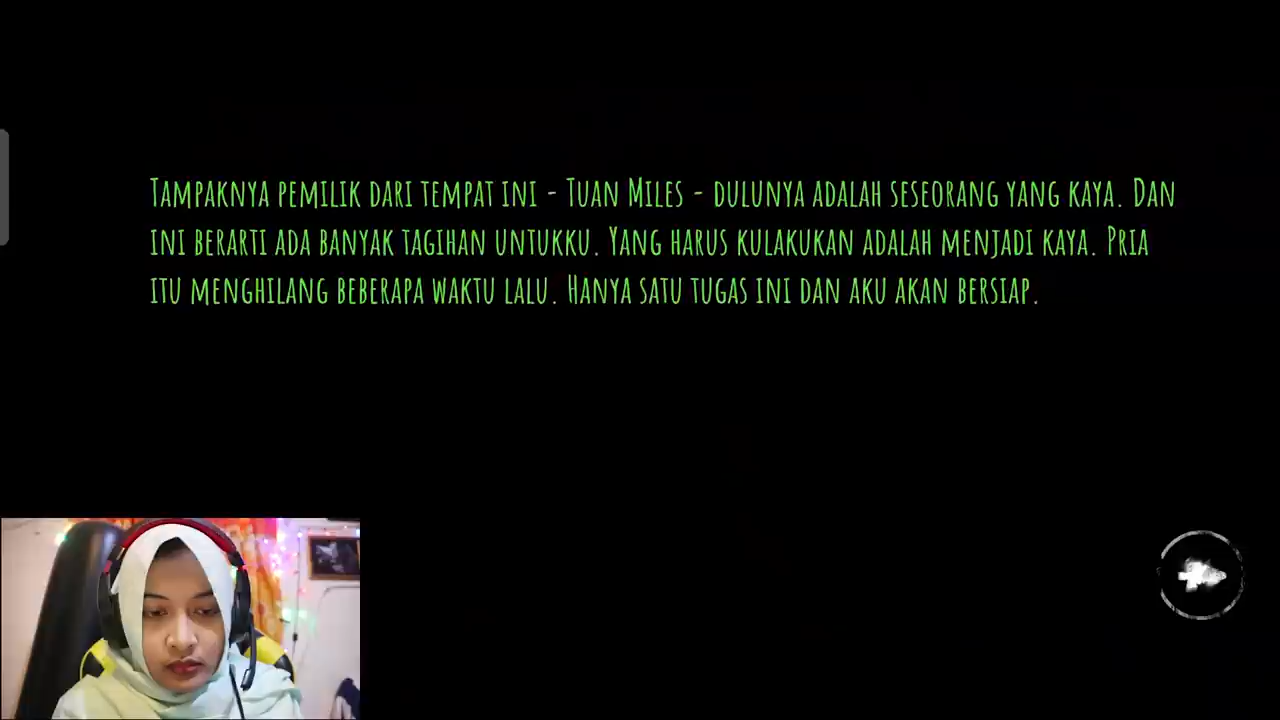 Tampaknya pemilik dari tempat ini - Tuan Miles - dulunya adalah seseorang yang kaya. Dan
ini berarti ada banyak tagihan untukku. Yang harus kulakukan adalah menjadi kaya. Pria
itu menghilang beberapa waktu lalu. Hanya satu tugas ini dan aku akan bersiap.